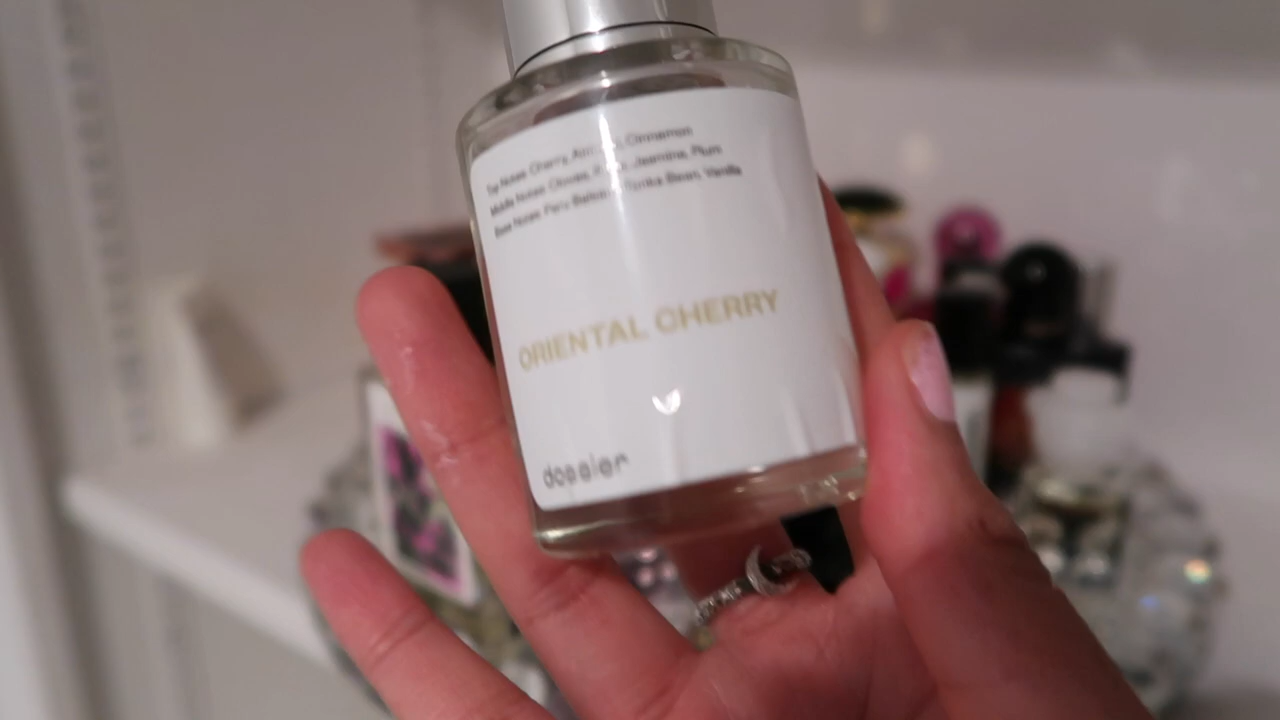 Top Notes: Cherry, Cinnamon
Middle Notes: Cloves, Jasmine, Plum
Base Notes: Peru Balsam, Tonka Bean, Vanilla
ORIENTAL CHERRY
dossier